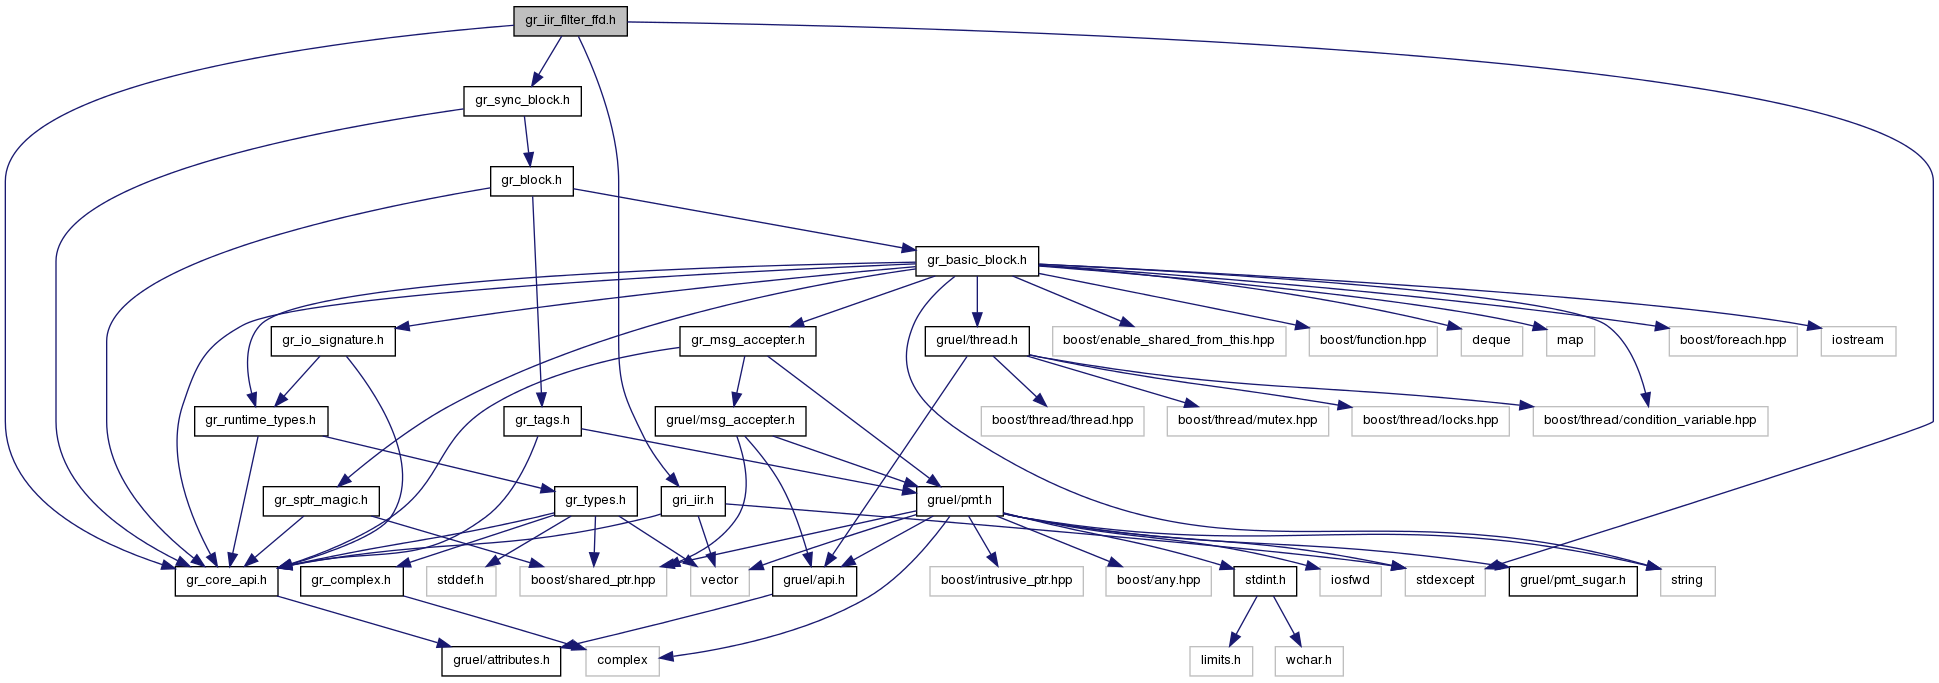 gr_iir_filter_ffd.h
gr_sync_block.h
gr_block.h
gr_basic_block.h
gr_io_signature.h
gr_msg_accepter.h
gruel/thread.h
boost/enable_shared_from_this.hpp
boost/function.hpp
deque
map
boost/foreach.hpp
iostream
gr_runtime_types.h
gr_tags.h
gruel/msg_accepter.h
boost/thread/thread.hpp
boost/thread/mutex.hpp
boost/thread/locks.hpp
boost/thread/condition_variable.hpp
gr_sptr_magic.h
gr_types.h
gri_iir.h
gruel/pmt.h
gr_core_api.h
gr_complex.h
stddef.h
boost/shared_ptr.hpp
vector
gruel/api.h
boost/intrusive_ptr.hpp
boost/any.hpp
stdint.h
iosfwd
stdexcept
gruel/pmt_sugar.h
string
gruel/attributes.h
complex
limits.h
wchar.h